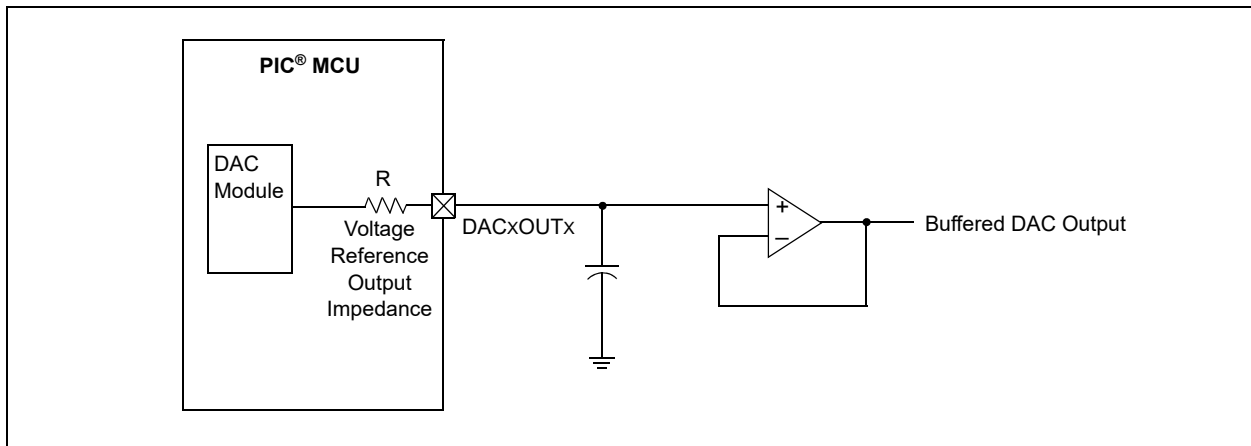 PIC® MCU
DAC
Module
R
Voltage
Reference
Output
Impedance
DACxOUTx
+
–
Buffered DAC Output